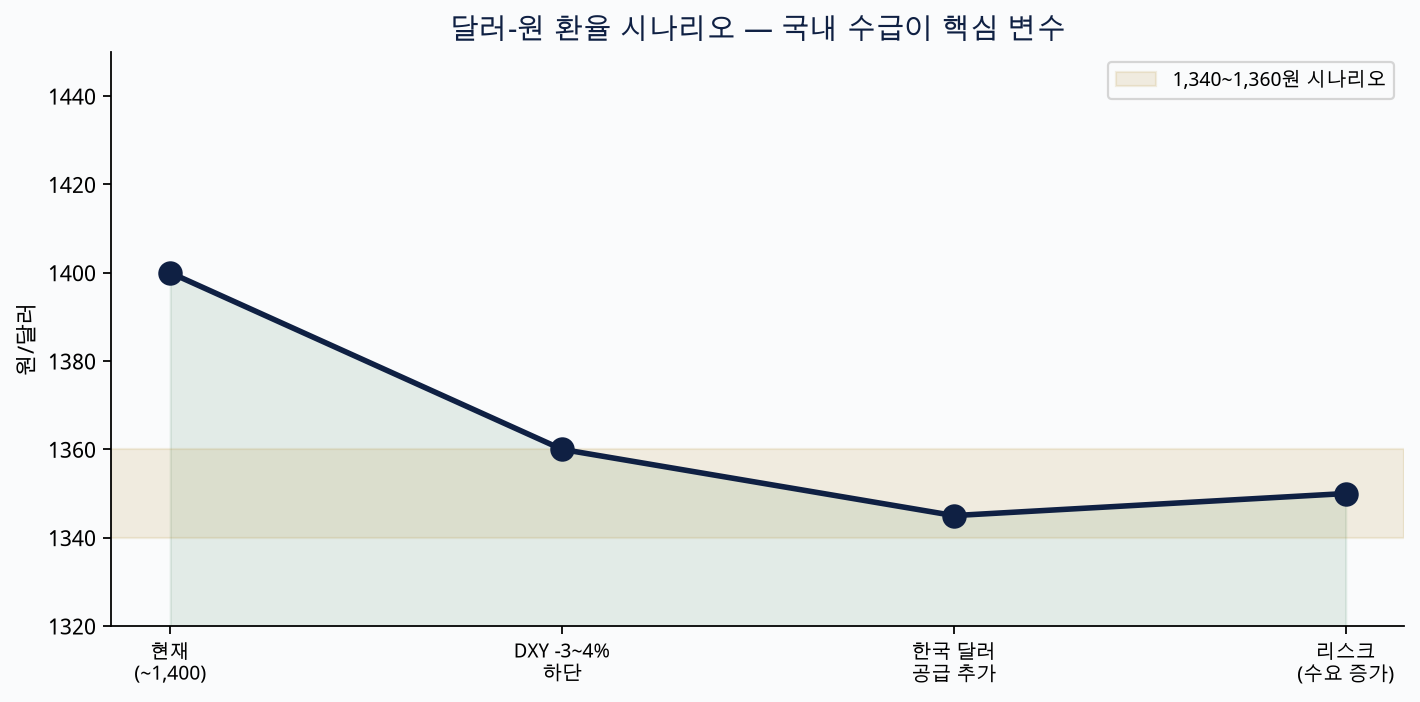 달러-원 환율 시나리오 — 국내 수급이 핵심 변수
1,340~1,360원 시나리오
원/달러
1440
1420
1400
1380
1360
1340
1320
현재
(~1,400)
DXY -3~4%
하단
한국 달러
공급 추가
리스크
(수요 증가)